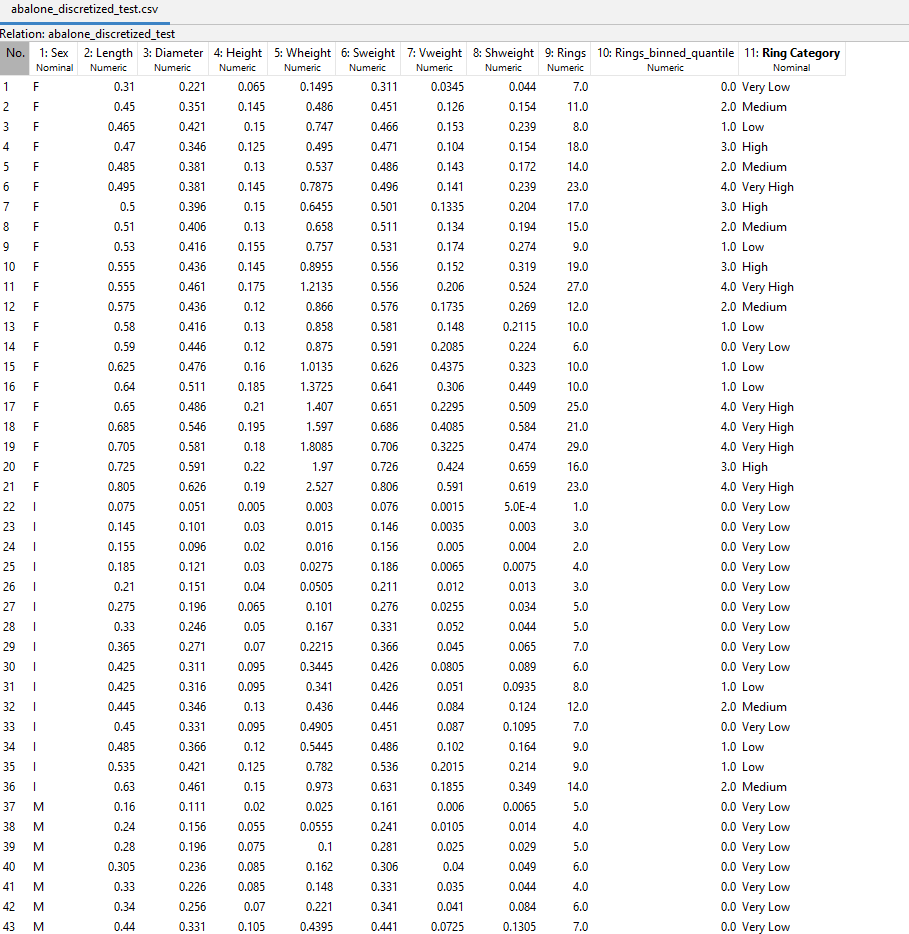 abalone_discretized_test.csv
Relation: abalone_discretized_test
No. 1: Sex 2: Length 3: Diameter 4: Height 5: Wheight 6: Sweight 7: Vweight 8: Shweight 9: Rings 10: Rings_binned_quantile 11: Ring Category
Nominal Numeric Numeric Numeric Numeric Numeric Numeric Numeric Numeric Numeric Nominal
1 F 0.31 0.221 0.065 0.1495 0.311 0.0345 0.044 7.0 0.0 Very Low
2 F 0.45 0.351 0.145 0.486 0.451 0.126 0.154 11.0 2.0 Medium
3 F 0.465 0.421 0.15 0.747 0.466 0.153 0.239 8.0 1.0 Low
4 F 0.47 0.346 0.125 0.495 0.471 0.104 0.154 18.0 3.0 High
5 F 0.485 0.381 0.13 0.537 0.486 0.143 0.172 14.0 2.0 Medium
6 F 0.495 0.381 0.145 0.7875 0.496 0.141 0.239 23.0 4.0 Very High
7 F 0.5 0.396 0.15 0.6455 0.501 0.1335 0.204 17.0 3.0 High
8 F 0.51 0.406 0.13 0.658 0.511 0.134 0.194 15.0 2.0 Medium
9 F 0.53 0.416 0.155 0.757 0.531 0.174 0.274 9.0 1.0 Low
10 F 0.555 0.436 0.145 0.8955 0.556 0.152 0.319 19.0 3.0 High
11 F 0.555 0.461 0.175 1.2135 0.556 0.206 0.524 27.0 4.0 Very High
12 F 0.575 0.436 0.12 0.866 0.576 0.1735 0.269 12.0 2.0 Medium
13 F 0.58 0.416 0.13 0.858 0.581 0.148 0.2115 10.0 1.0 Low
14 F 0.59 0.446 0.12 0.875 0.591 0.2085 0.224 6.0 0.0 Very Low
15 F 0.625 0.476 0.16 1.0135 0.626 0.4375 0.323 10.0 1.0 Low
16 F 0.64 0.511 0.185 1.3725 0.641 0.306 0.449 10.0 1.0 Low
17 F 0.65 0.486 0.21 1.407 0.651 0.2295 0.509 25.0 4.0 Very High
18 F 0.685 0.546 0.195 1.597 0.686 0.4085 0.584 21.0 4.0 Very High
19 F 0.705 0.581 0.18 1.8085 0.706 0.3225 0.474 29.0 4.0 Very High
20 F 0.725 0.591 0.22 1.97 0.726 0.424 0.659 16.0 3.0 High
21 F 0.805 0.626 0.19 2.527 0.806 0.591 0.619 23.0 4.0 Very High
22 I 0.075 0.051 0.005 0.003 0.076 0.0015 5.0E-4 1.0 0.0 Very Low
23 I 0.145 0.101 0.03 0.015 0.146 0.0035 0.003 3.0 0.0 Very Low
24 I 0.155 0.096 0.02 0.016 0.156 0.005 0.004 2.0 0.0 Very Low
25 I 0.185 0.121 0.03 0.0275 0.186 0.0065 0.0075 4.0 0.0 Very Low
26 I 0.21 0.151 0.04 0.0505 0.211 0.012 0.013 3.0 0.0 Very Low
27 I 0.275 0.196 0.065 0.101 0.276 0.0255 0.034 5.0 0.0 Very Low
28 I 0.33 0.246 0.05 0.167 0.331 0.052 0.044 5.0 0.0 Very Low
29 I 0.365 0.271 0.07 0.2215 0.366 0.045 0.065 7.0 0.0 Very Low
30 I 0.425 0.311 0.095 0.3445 0.426 0.0805 0.089 6.0 0.0 Very Low
31 I 0.425 0.316 0.095 0.341 0.426 0.051 0.0935 8.0 1.0 Low
32 I 0.445 0.346 0.13 0.436 0.446 0.084 0.124 12.0 2.0 Medium
33 I 0.45 0.331 0.095 0.4905 0.451 0.087 0.1095 7.0 0.0 Very Low
34 I 0.485 0.366 0.12 0.5445 0.486 0.102 0.164 9.0 1.0 Low
35 I 0.535 0.421 0.125 0.782 0.536 0.2015 0.214 9.0 1.0 Low
36 I 0.63 0.461 0.15 0.973 0.631 0.1855 0.349 14.0 2.0 Medium
37 M 0.16 0.111 0.02 0.025 0.161 0.006 0.0065 5.0 0.0 Very Low
38 M 0.24 0.156 0.055 0.0555 0.241 0.0105 0.014 4.0 0.0 Very Low
39 M 0.28 0.196 0.075 0.1 0.281 0.025 0.029 5.0 0.0 Very Low
40 M 0.305 0.236 0.085 0.162 0.306 0.04 0.049 6.0 0.0 Very Low
41 M 0.33 0.226 0.085 0.148 0.331 0.035 0.044 4.0 0.0 Very Low
42 M 0.34 0.256 0.07 0.221 0.341 0.041 0.084 6.0 0.0 Very Low
43 M 0.44 0.331 0.105 0.4395 0.441 0.0725 0.1305 7.0 0.0 Very Low